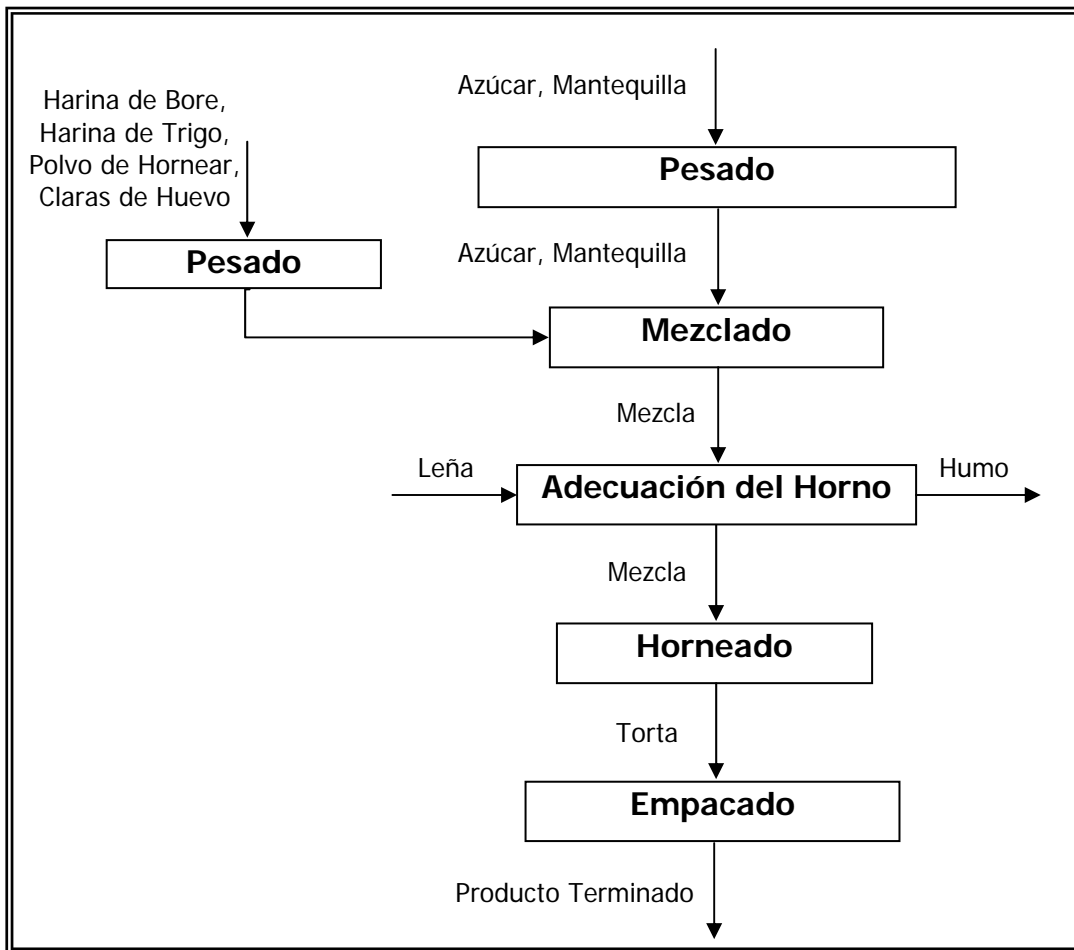 Azúcar, Mantequilla
Harina de Bore,
Harina de Trigo,
Polvo de Hornear,
Claras de Huevo
Pesado
Azúcar, Mantequilla
Pesado
Mezclado
Mezcla
Leña
Adecuación del Horno
Humo
Mezcla
Horneado
Torta
Empacado
Producto Terminado